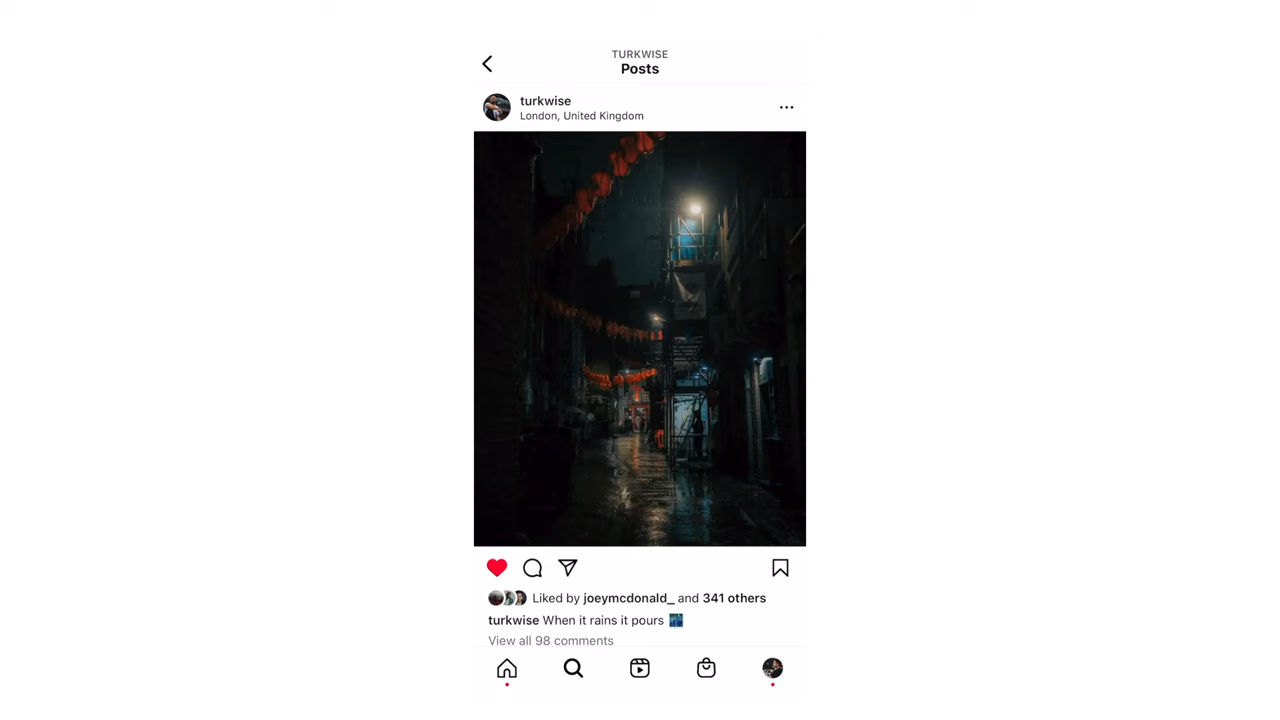 TURKWISE
Posts
turkwise
London, United Kingdom
Liked by joeymcdonald_ and 341 others
turkwise When it rains it pours
View all 98 comments